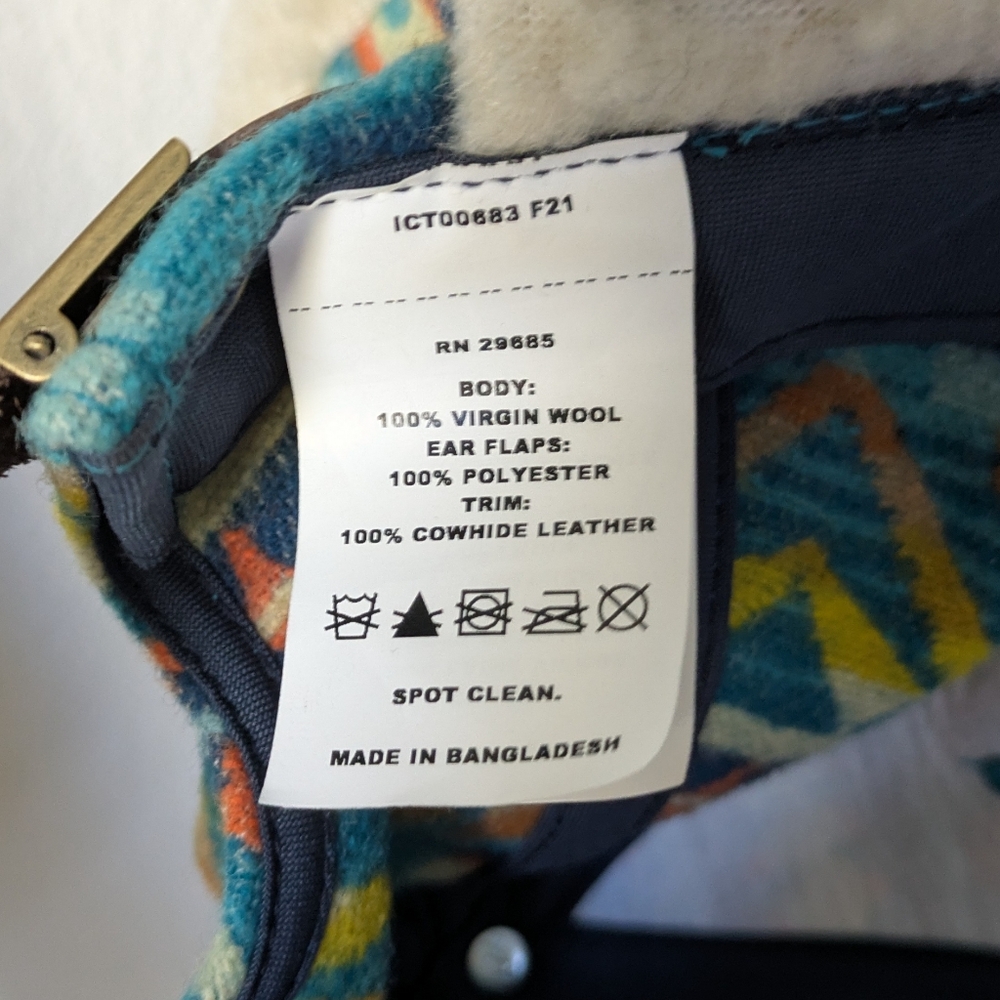 ICT00683 F21
RN 29685
BODY:
100% VIRGIN WOOL
EAR FLAPS:
100% POLYESTER
TRIM:
100% COWHIDE LEATHER
SPOT CLEAN.
MADE IN BANGLADESH